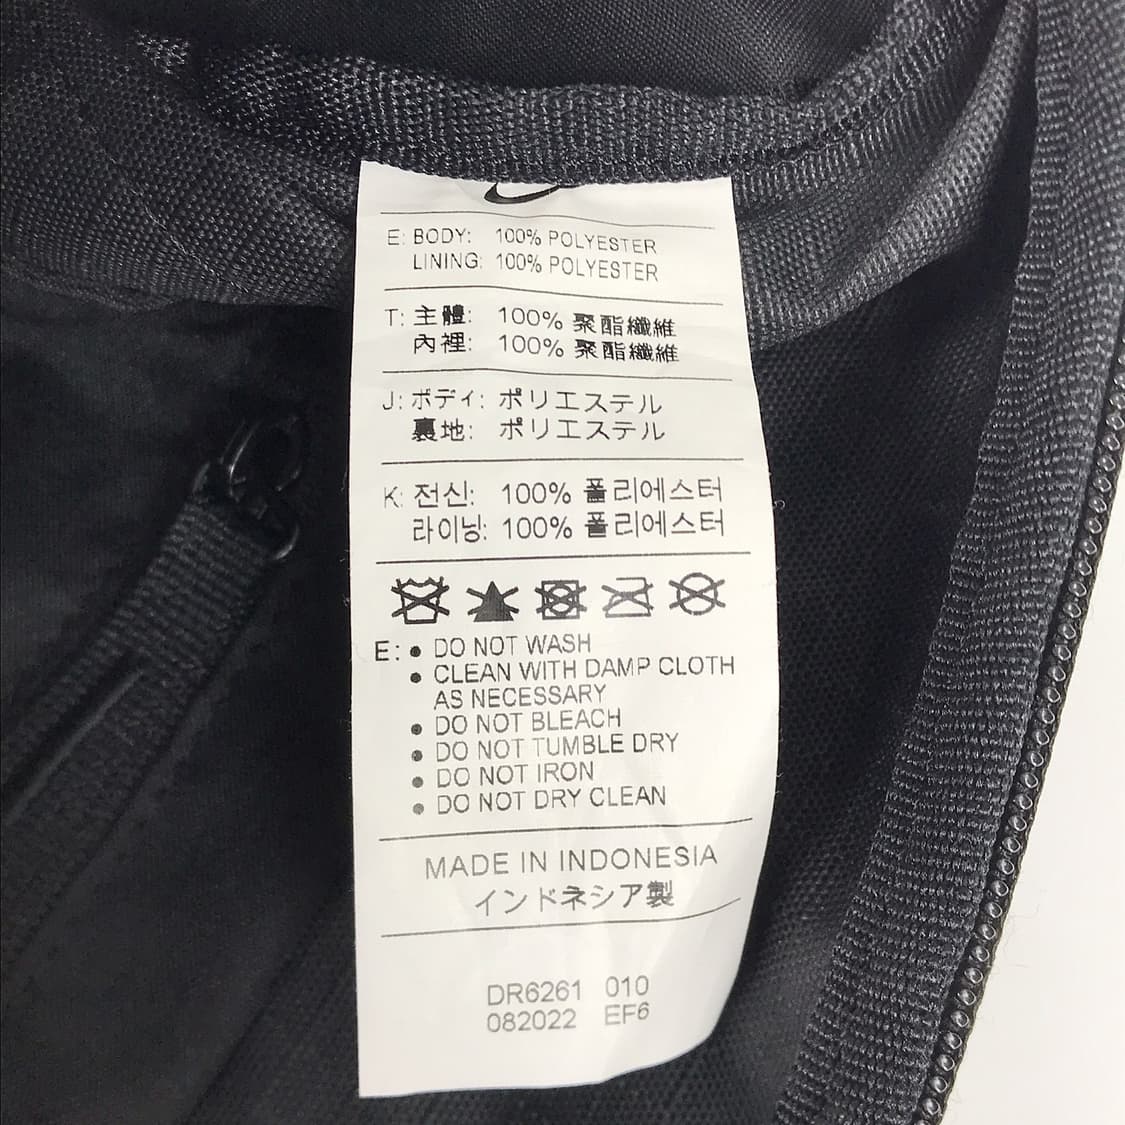 E: BODY: 100% POLYESTER
LINING: 100% POLYESTER
T: 主體: 100% 聚酯纖維
內裡: 100% 聚酯纖維
J: ボディ: ポリエステル
裏地: ポリエステル
K: 전신: 100% 폴리에스터
라이닝: 100% 폴리에스터
E: • DO NOT WASH
• CLEAN WITH DAMP CLOTH
AS NECESSARY
• DO NOT BLEACH
• DO NOT TUMBLE DRY
• DO NOT IRON
• DO NOT DRY CLEAN
MADE IN INDONESIA
インドネシア製
DR6261 010
082022 EF6